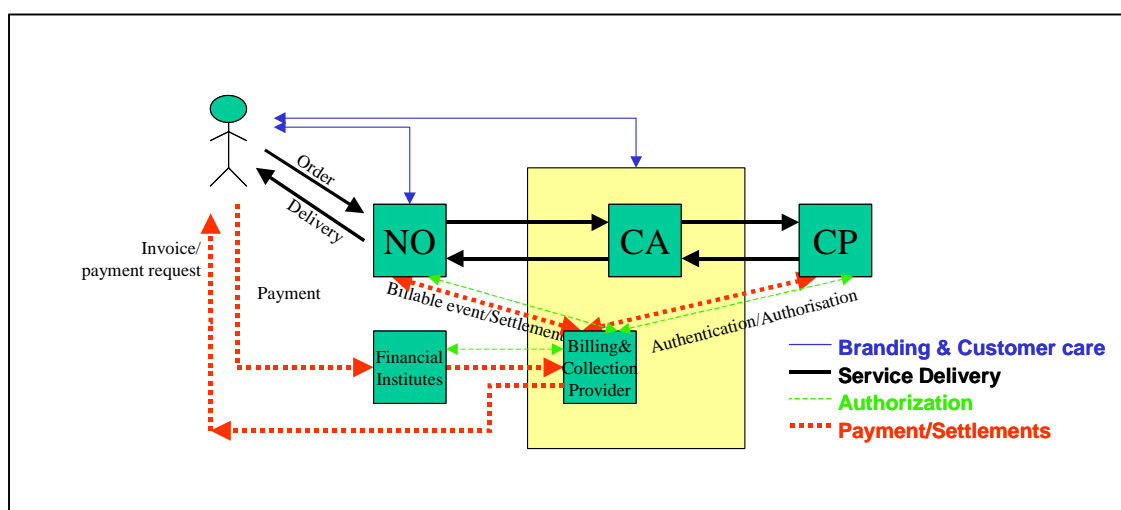 Order
Delivery
NO
CA
CP
Invoice/
payment request
Payment
Billable event/Settlement
Authentication/Authorisation
Financial
Institutes
Billing&
Collection
Provider
Branding & Customer care
Service Delivery
Authorization
Payment/Settlements